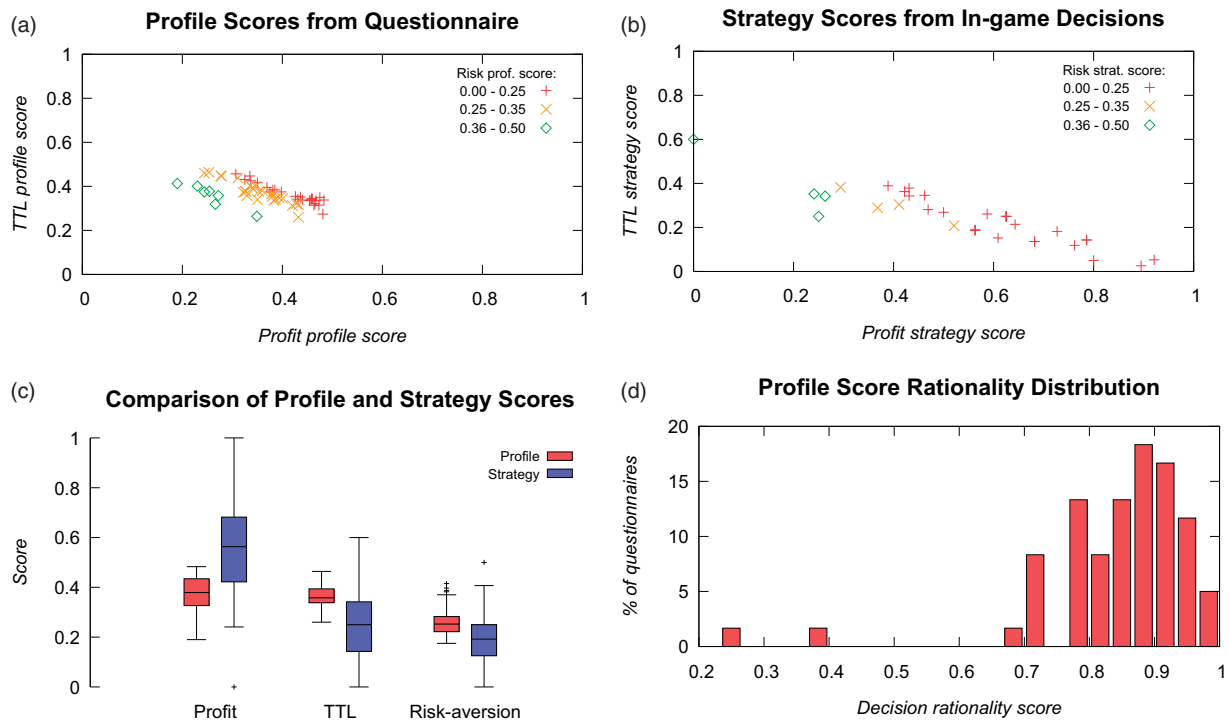 (a)
Profile Scores from Questionnaire
TTL profile score
1
0.8
0.6
0.4
0.2
0
Risk prof. score:
0.00 - 0.25
0.25 - 0.35
0.36 - 0.50
0 0.2 0.4 0.6 0.8 1
Profit profile score
(b)
Strategy Scores from In-game Decisions
TTL strategy score
1
0.8
0.6
0.4
0.2
0
Risk strat. score:
0.00 - 0.25
0.25 - 0.35
0.36 - 0.50
0 0.2 0.4 0.6 0.8 1
Profit strategy score
(c)
Comparison of Profile and Strategy Scores
Score
1
0.8
0.6
0.4
0.2
0
Profile
Strategy
Profit TTL Risk-aversion
(d)
Profile Score Rationality Distribution
% of questionnaires
20
15
10
5
0
0.2 0.3 0.4 0.5 0.6 0.7 0.8 0.9 1
Decision rationality score